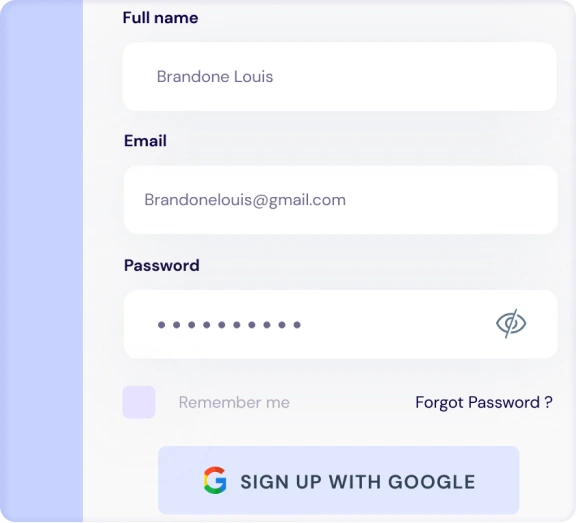 Full name
Brandone Louis
Email
Brandonelouis@gmail.com
Password
Remember me
Forgot Password ?
SIGN UP WITH GOOGLE